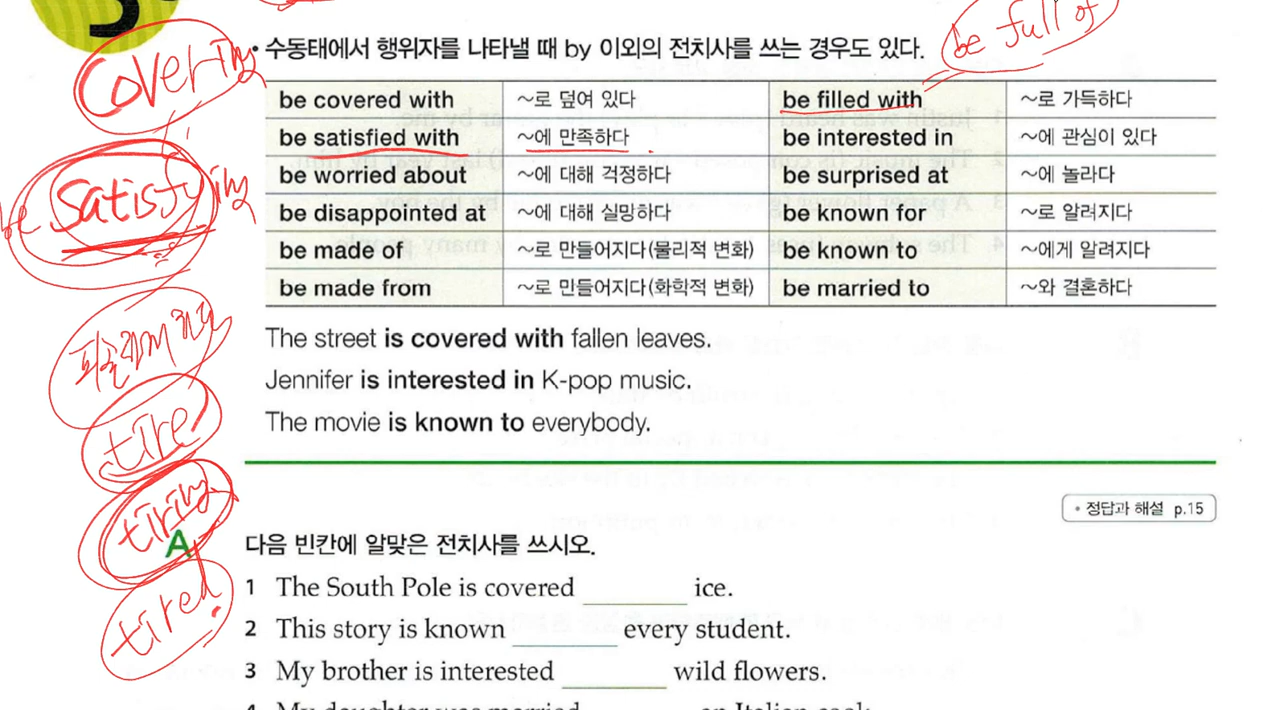 3
be full of
covering
• 수동태에서 행위자를 나타낼 때 by 이외의 전치사를 쓰는 경우도 있다.
be covered with ~로 덮여 있다 be filled with ~로 가득하다
be satisfied with ~에 만족하다 be interested in ~에 관심이 있다
be worried about ~에 대해 걱정하다 be surprised at ~에 놀라다
be satisfying
be disappointed at ~에 대해 실망하다 be known for ~로 알려지다
be made of ~로 만들어지다(물리적 변화) be known to ~에게 알려지다
be made from ~로 만들어지다(화학적 변화) be married to ~와 결혼하다
The street is covered with fallen leaves.
Jennifer is interested in K-pop music.
The movie is known to everybody.
tire
tiring
tired
• 정답과 해설 p.15
A 다음 빈칸에 알맞은 전치사를 쓰시오.
1 The South Pole is covered ice.
2 This story is known every student.
3 My brother is interested wild flowers.
4 My daughter was married an Italian cook.